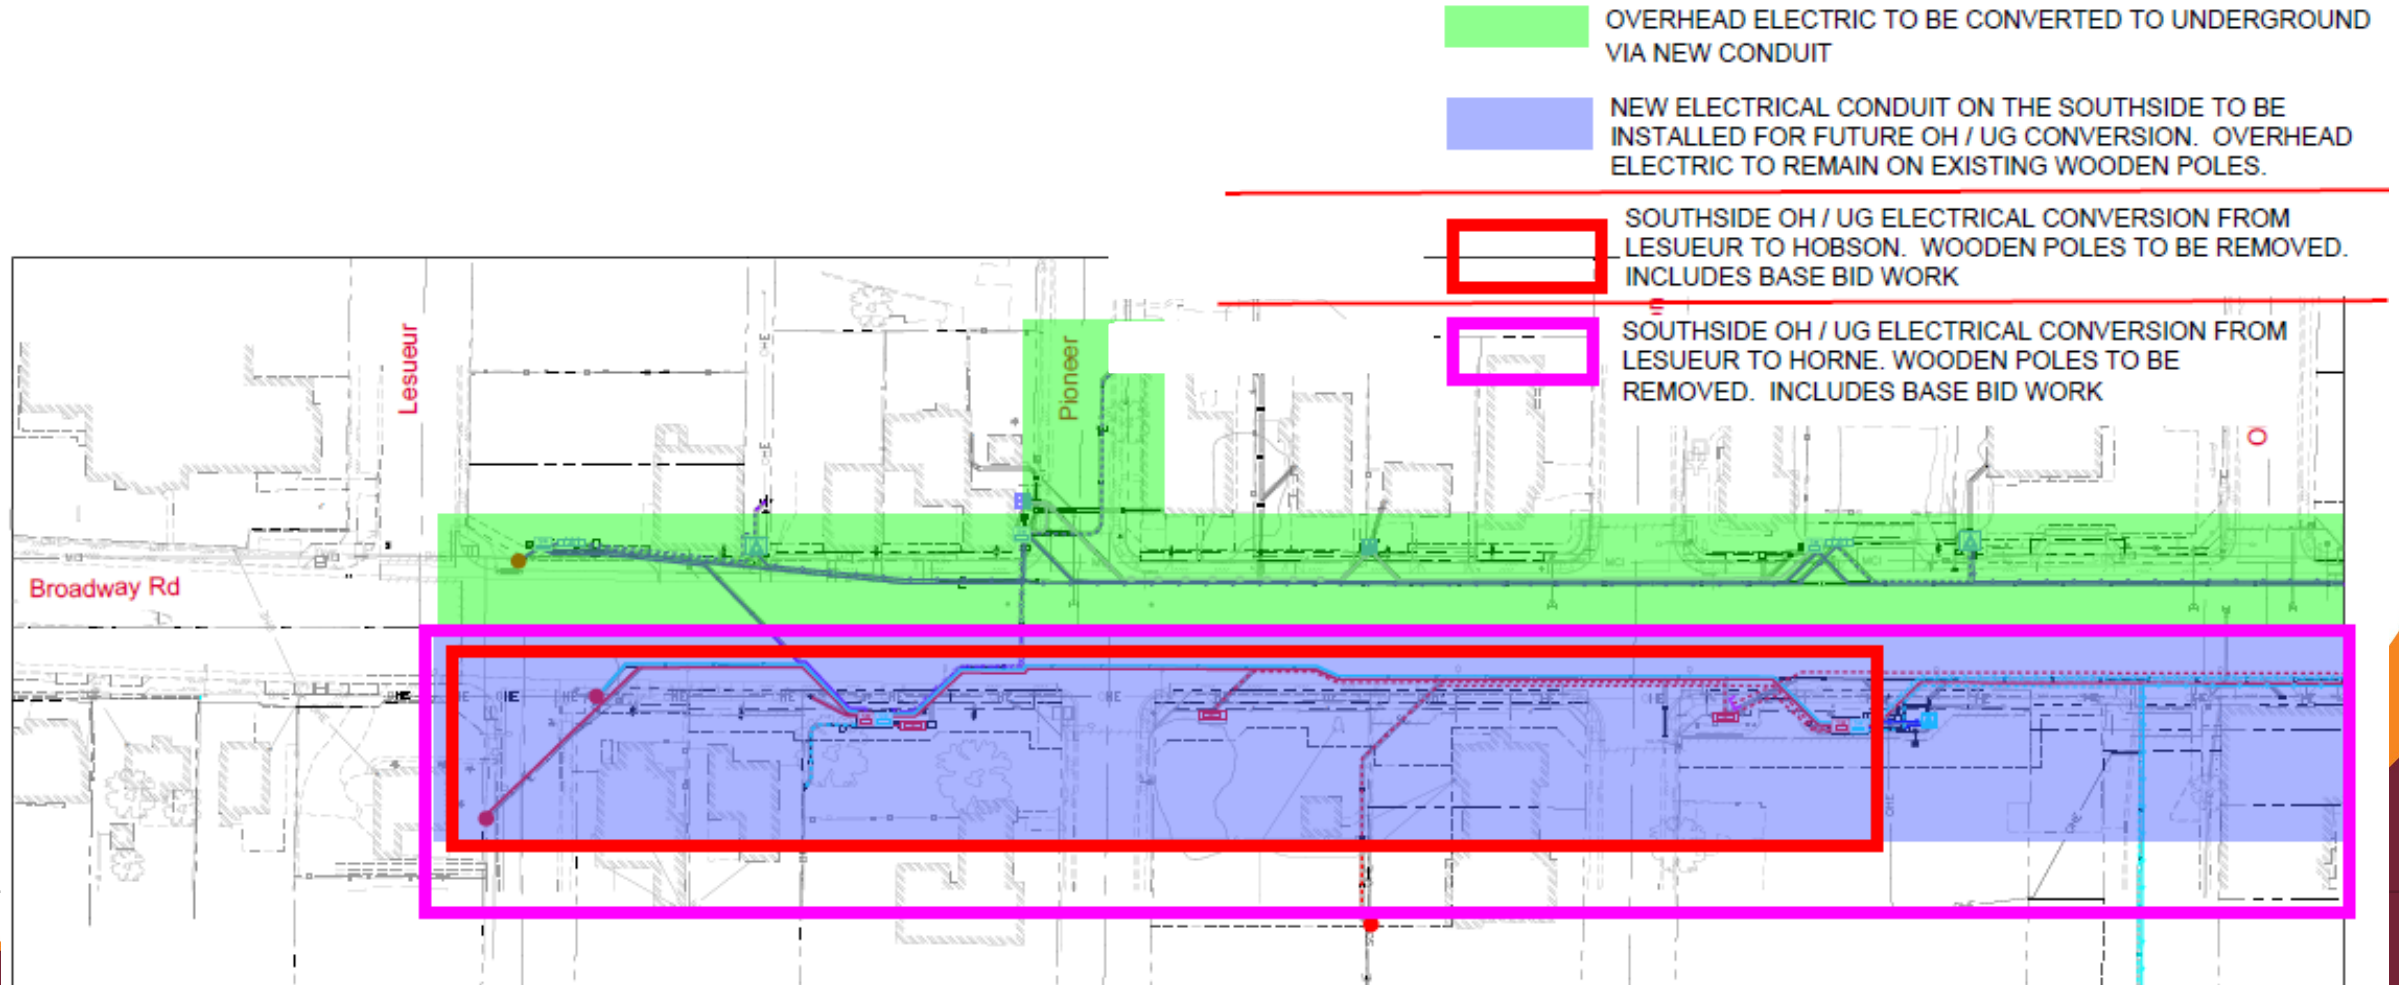 OVERHEAD ELECTRIC TO BE CONVERTED TO UNDERGROUND
VIA NEW CONDUIT
NEW ELECTRICAL CONDUIT ON THE SOUTHSIDE TO BE
INSTALLED FOR FUTURE OH / UG CONVERSION. OVERHEAD
ELECTRIC TO REMAIN ON EXISTING WOODEN POLES.
SOUTHSIDE OH / UG ELECTRICAL CONVERSION FROM
LESUEUR TO HOBSON. WOODEN POLES TO BE REMOVED.
INCLUDES BASE BID WORK
SOUTHSIDE OH / UG ELECTRICAL CONVERSION FROM
LESUEUR TO HORNE. WOODEN POLES TO BE
REMOVED. INCLUDES BASE BID WORK
Lesueur
Pioneer
Broadway Rd